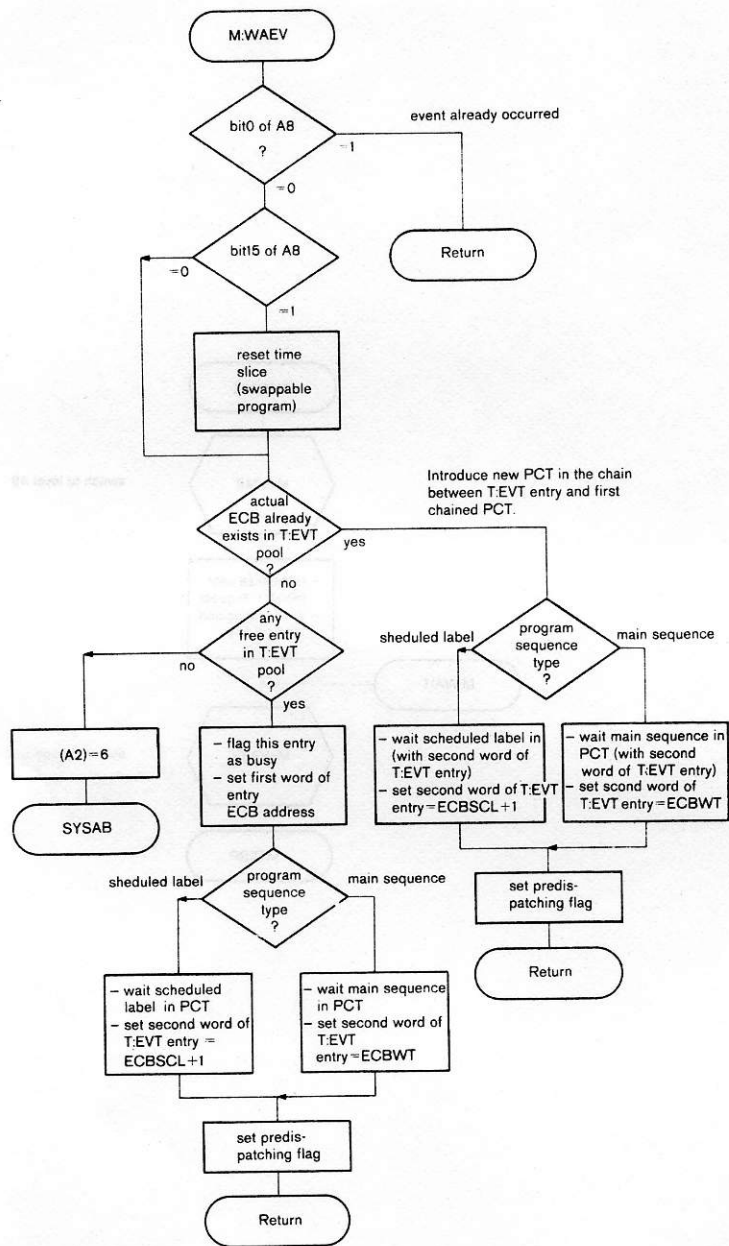 M:WAEV
bit0 of A8
?
event already occurred
=1
=0
Return
bit15 of A8
=0
=1
reset time
slice
(swappable
program)
Introduce new PCT in the chain
between T:EVT entry and first
chained PCT.
actual
ECB already
exists in T:EVT
pool
?
yes
no
any
free entry
in T:EVT
pool
?
no
yes
sheduled label
program
sequence
type
?
main sequence
(A2)=6
SYSAB
– flag this entry
as busy
– set first word of
entry
ECB address
– wait scheduled label in
(with second word of
T:EVT entry)
– set second word of T:EVT
entry=ECBSCL+1
– wait main sequence in
PCT (with second
word of T:EVT entry)
– set scond word of
T:EVT entry=ECBWT
set predis-
patching flag
Return
sheduled label
program
sequence
type
?
main sequence
– wait scheduled
label in PCT
– set second word of
T:EVT entry =
ECBSCL+1
– wait main sequence
in PCT
– set second word of
T:EVT
entry=ECBWT
set predis-
patching flag
Return